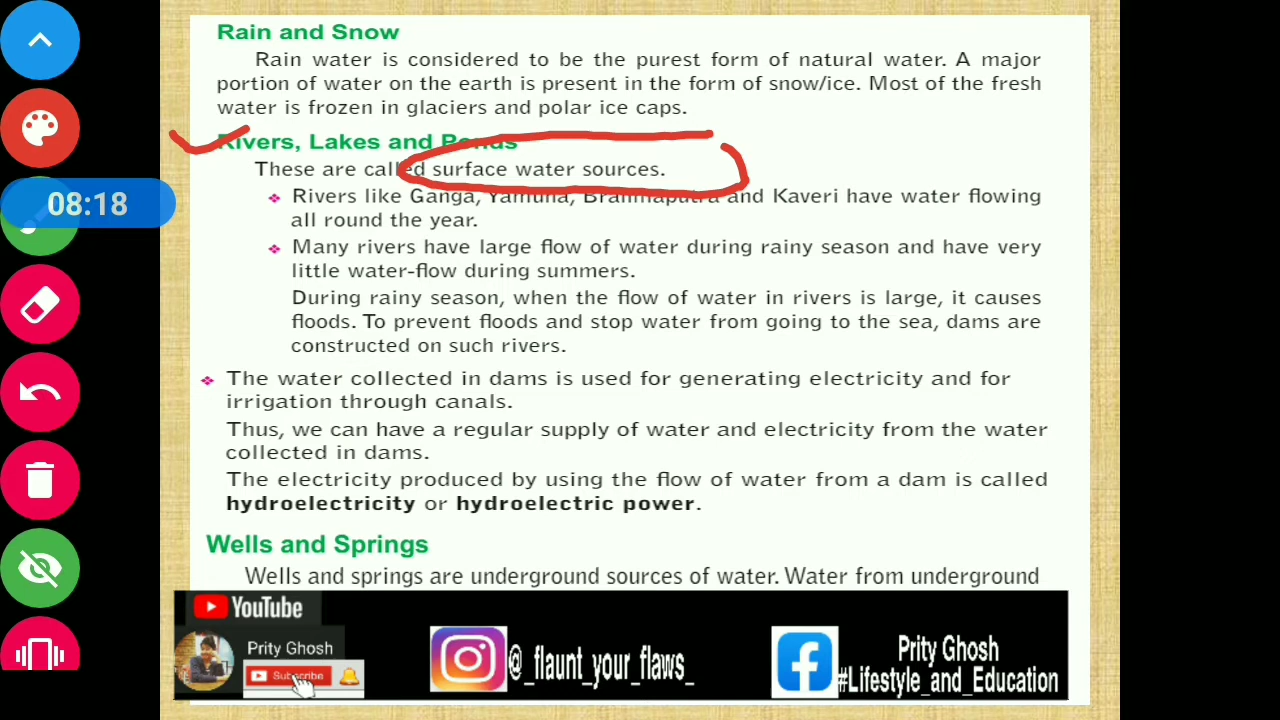 Rain and Snow
Rain water is considered to be the purest form of natural water. A major
portion of water on the earth is present in the form of snow/ice. Most of the fresh
water is frozen in glaciers and polar ice caps.
Rivers, Lakes and Ponds
These are called surface water sources.
08:18
❖ Rivers like Ganga, Yamuna, Brahmaputra and Kaveri have water flowing
all round the year.
❖ Many rivers have large flow of water during rainy season and have very
little water-flow during summers.
During rainy season, when the flow of water in rivers is large, it causes
floods. To prevent floods and stop water from going to the sea, dams are
constructed on such rivers.
❖ The water collected in dams is used for generating electricity and for
irrigation through canals.
Thus, we can have a regular supply of water and electricity from the water
collected in dams.
The electricity produced by using the flow of water from a dam is called
hydroelectricity or hydroelectric power.
Wells and Springs
Wells and springs are underground sources of water. Water from underground
YouTube
Prity Ghosh
Subscribe
@_flaunt_your_flaws_
Prity Ghosh
#Lifestyle_and_Education